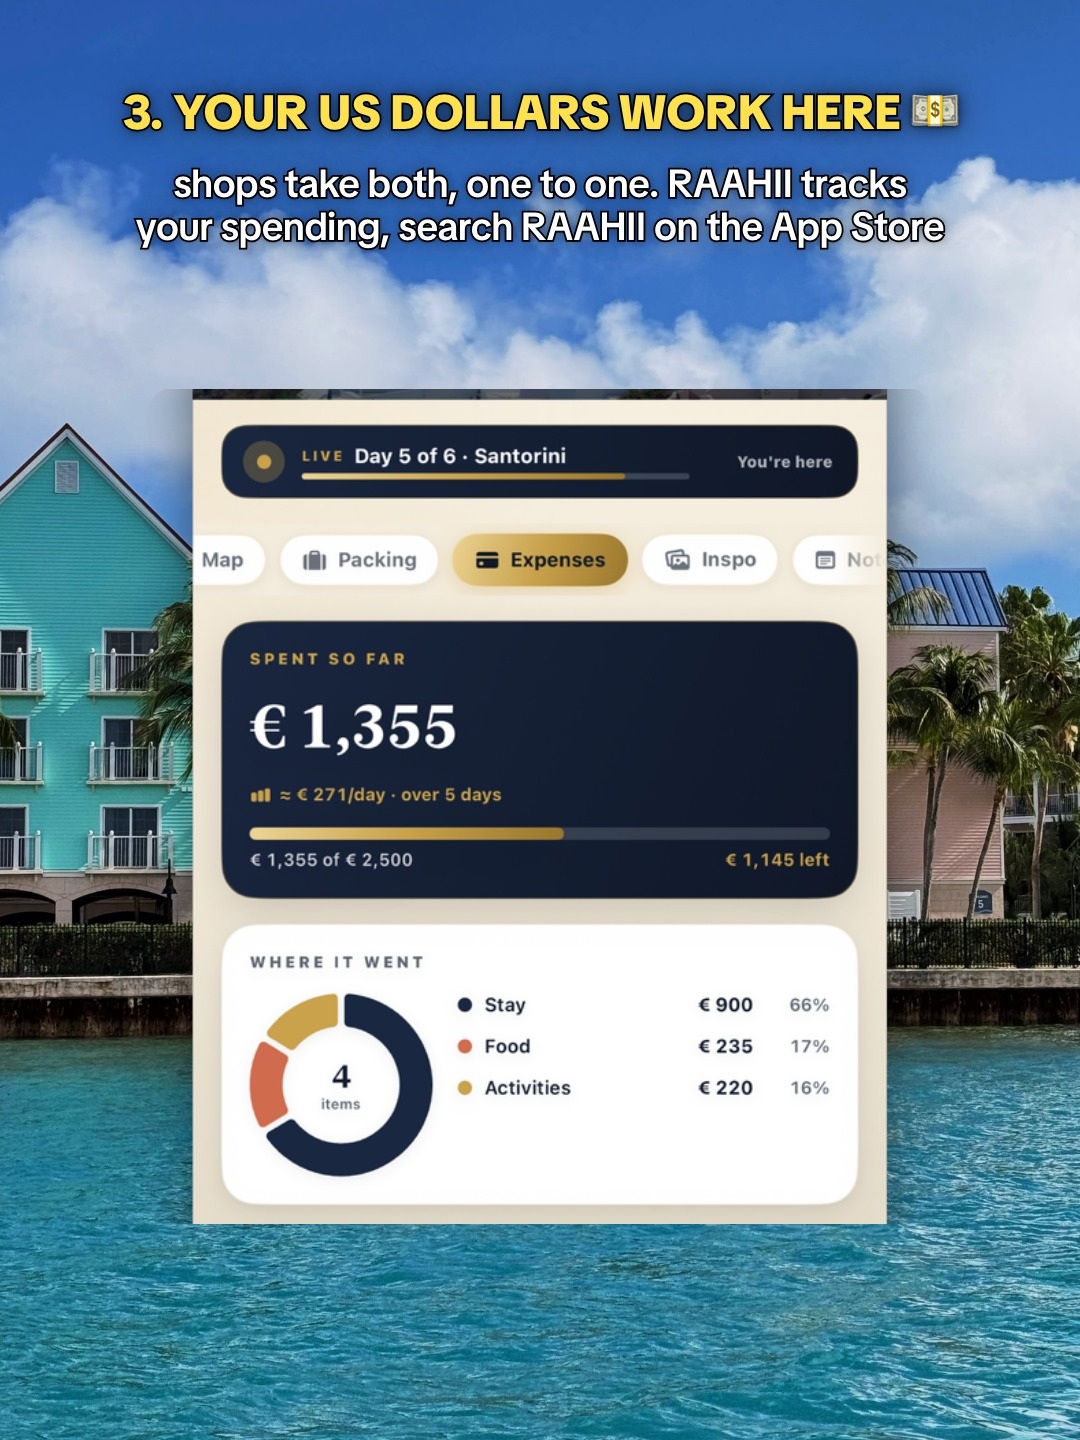 3. YOUR US DOLLARS WORK HERE 💵
shops take both, one to one. RAAHII tracks
your spending, search RAAHII on the App Store
LIVE Day 5 of 6 · Santorini You're here
Map Packing Expenses Inspo Not
SPENT SO FAR
€ 1,355
≈ € 271/day · over 5 days
€ 1,355 of € 2,500 € 1,145 left
WHERE IT WENT
Stay € 900 66%
Food € 235 17%
Activities € 220 16%
4
items
5